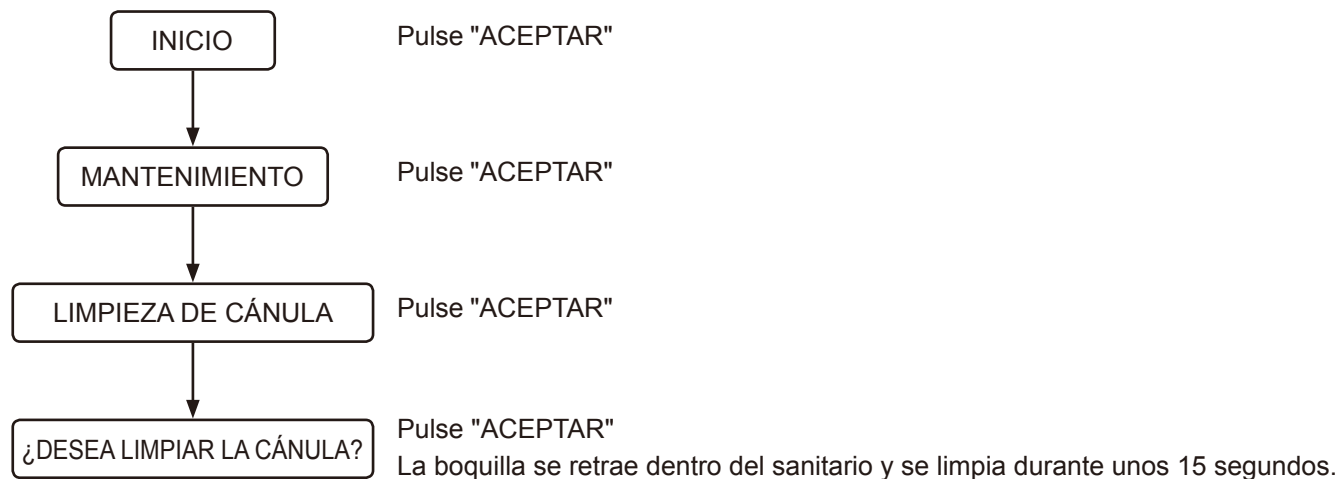 INICIO
Pulse "ACEPTAR"
MANTENIMIENTO
Pulse "ACEPTAR"
LIMPIEZA DE CÁNULA
Pulse "ACEPTAR"
¿DESEA LIMPIAR LA CÁNULA?
Pulse "ACEPTAR"
La boquilla se retrae dentro del sanitario y se limpia durante unos 15 segundos.